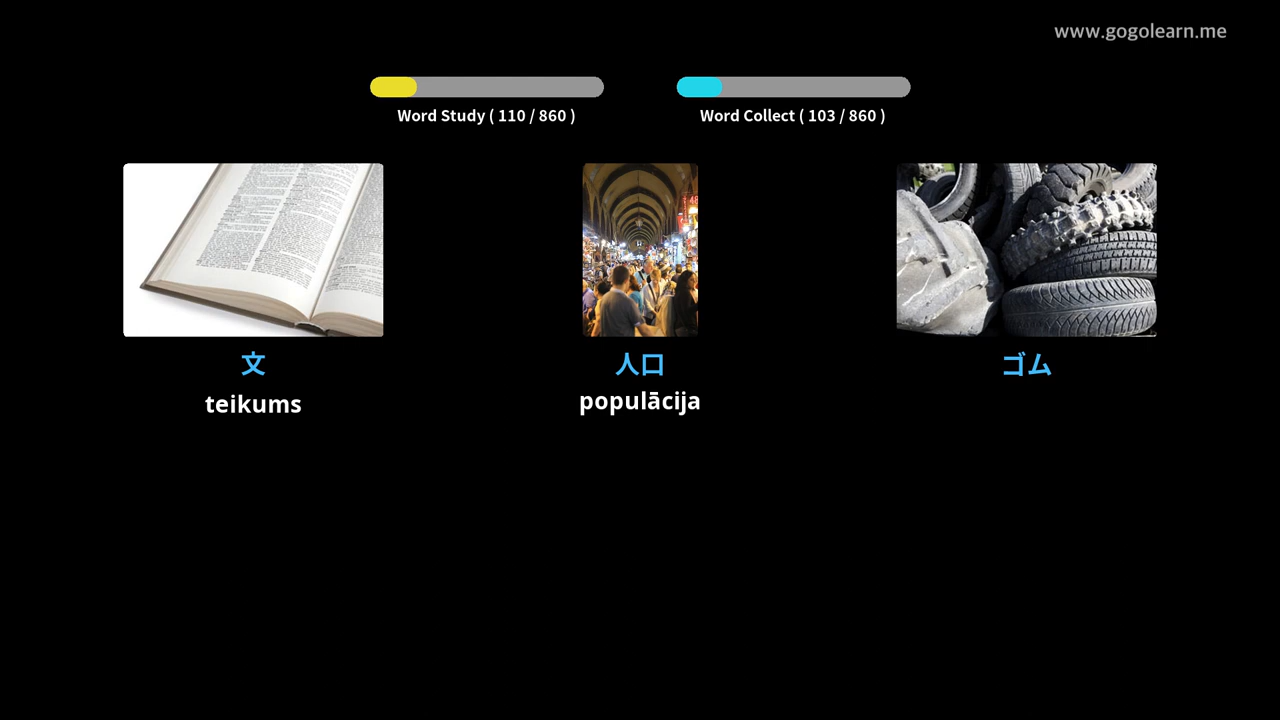 www.gogolearn.me
Word Study ( 110 / 860 )
Word Collect ( 103 / 860 )
文
teikums
人口
populācija
ゴム